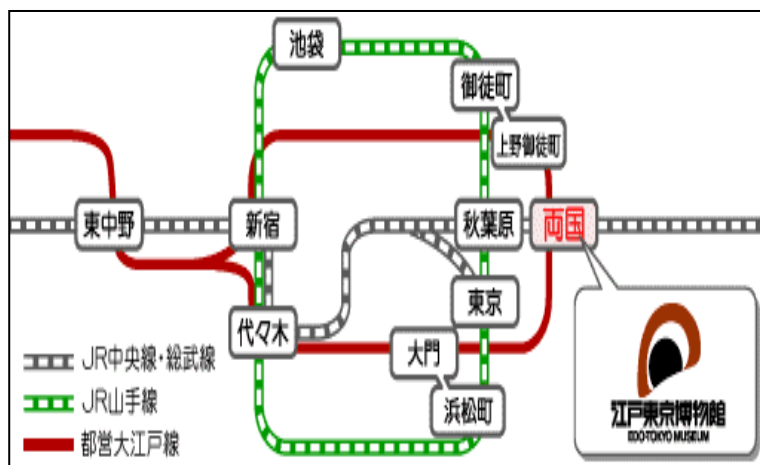 池袋
御徒町
上野御徒町
東中野
新宿
秋葉原
両国
代々木
東京
大門
浜松町
JR中央線・総武線
JR山手線
都営大江戸線
江戸東京博物館
EDO-TOKYO MUSEUM